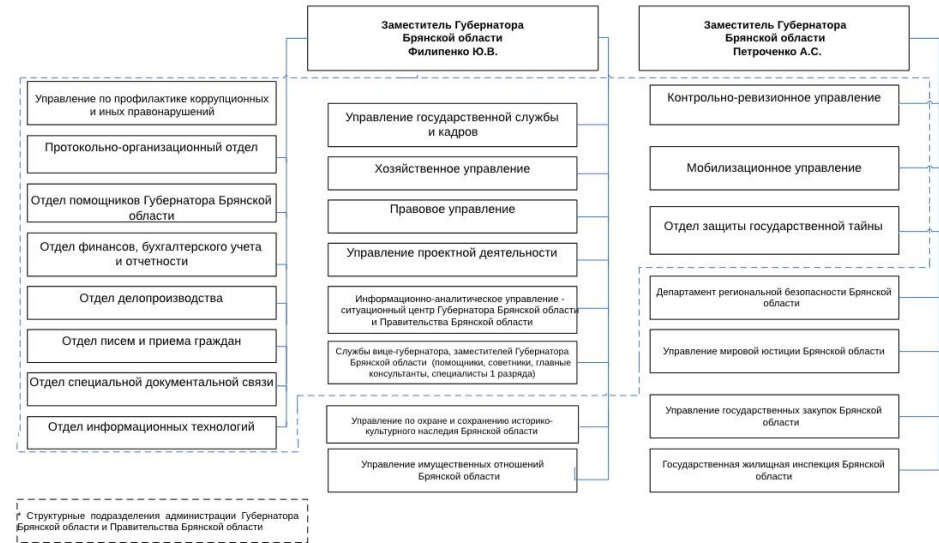 Заместитель Губернатора
Брянской области
Филипенко Ю.В.
Заместитель Губернатора
Брянской области
Петроченко А.С.
Управление по профилактике коррупционных
и иных правонарушений
Протокольно-организационный отдел
Отдел помощников Губернатора Брянской
области
Отдел финансов, бухгалтерского учета
и отчетности
Отдел делопроизводства
Отдел писем и приема граждан
Отдел специальной документальной связи
Отдел информационных технологий
Управление государственной службы
и кадров
Хозяйственное управление
Правовое управление
Управление проектной деятельности
Информационно-аналитическое управление -
ситуационный центр Губернатора Брянской области
и Правительства Брянской области
Службы вице-губернатора, заместителей Губернатора
Брянской области (помощники, советники, главные
консультанты, специалисты 1 разряда)
Управление по охране и сохранению историко-
культурного наследия Брянской области
Управление имущественных отношений
Брянской области
Контрольно-ревизионное управление
Мобилизационное управление
Отдел защиты государственной тайны
Департамент региональной безопасности Брянской
области
Управление мировой юстиции Брянской области
Управление государственных закупок Брянской
области
Государственная жилищная инспекция Брянской
области
* Структурные подразделения администрации Губернатора
Брянской области и Правительства Брянской области